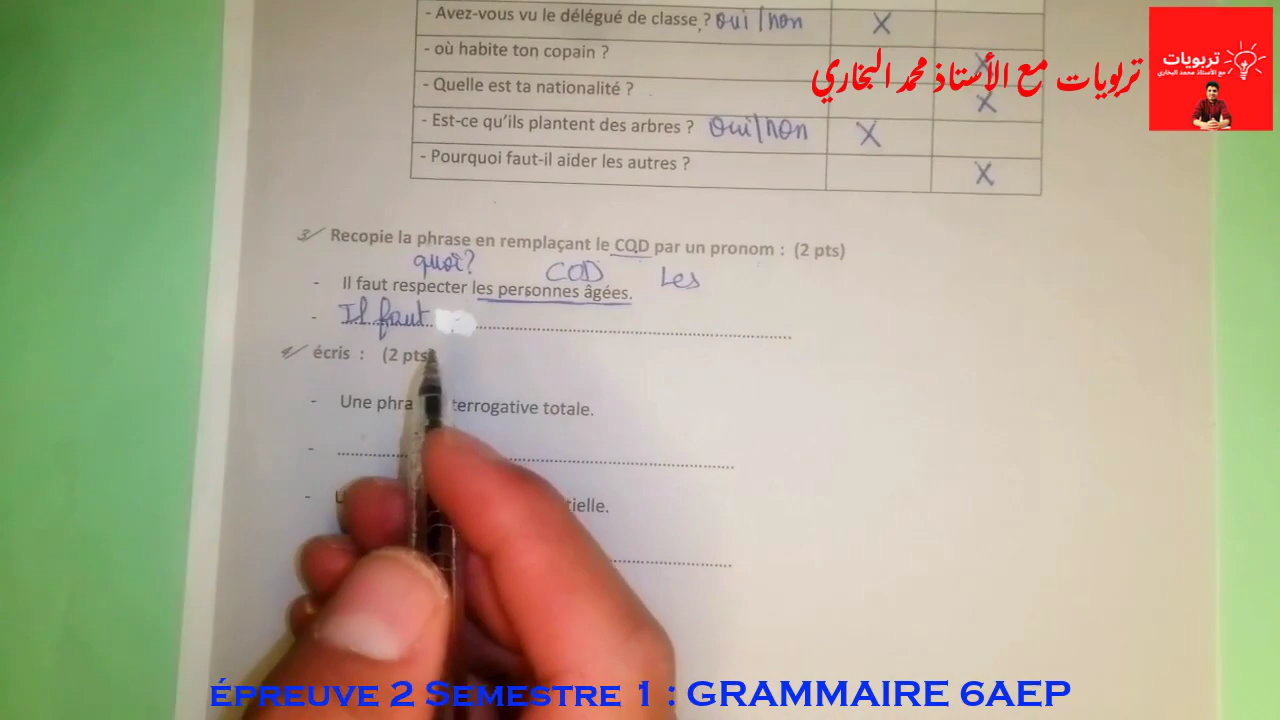 - Avez-vous vu le délégué de classe ? oui/non X
- où habite ton copain ? X
تربويات مع الأستاذ محمد البخاري
تربويات
مع الأستاذ محمد البخاري
- Quelle est ta nationalité ? X
- Est-ce qu'ils plantent des arbres ? oui/non X
- Pourquoi faut-il aider les autres ? X
3/ Recopie la phrase en remplaçant le COD par un pronom : (2 pts)
quoi? COD Les
- Il faut respecter les personnes âgées.
- Il faut
4/ écris : (2 pts)
- Une phra terrogative totale.
-
- U tielle.
épreuve 2 Semestre 1 : GRAMMAIRE 6AEP